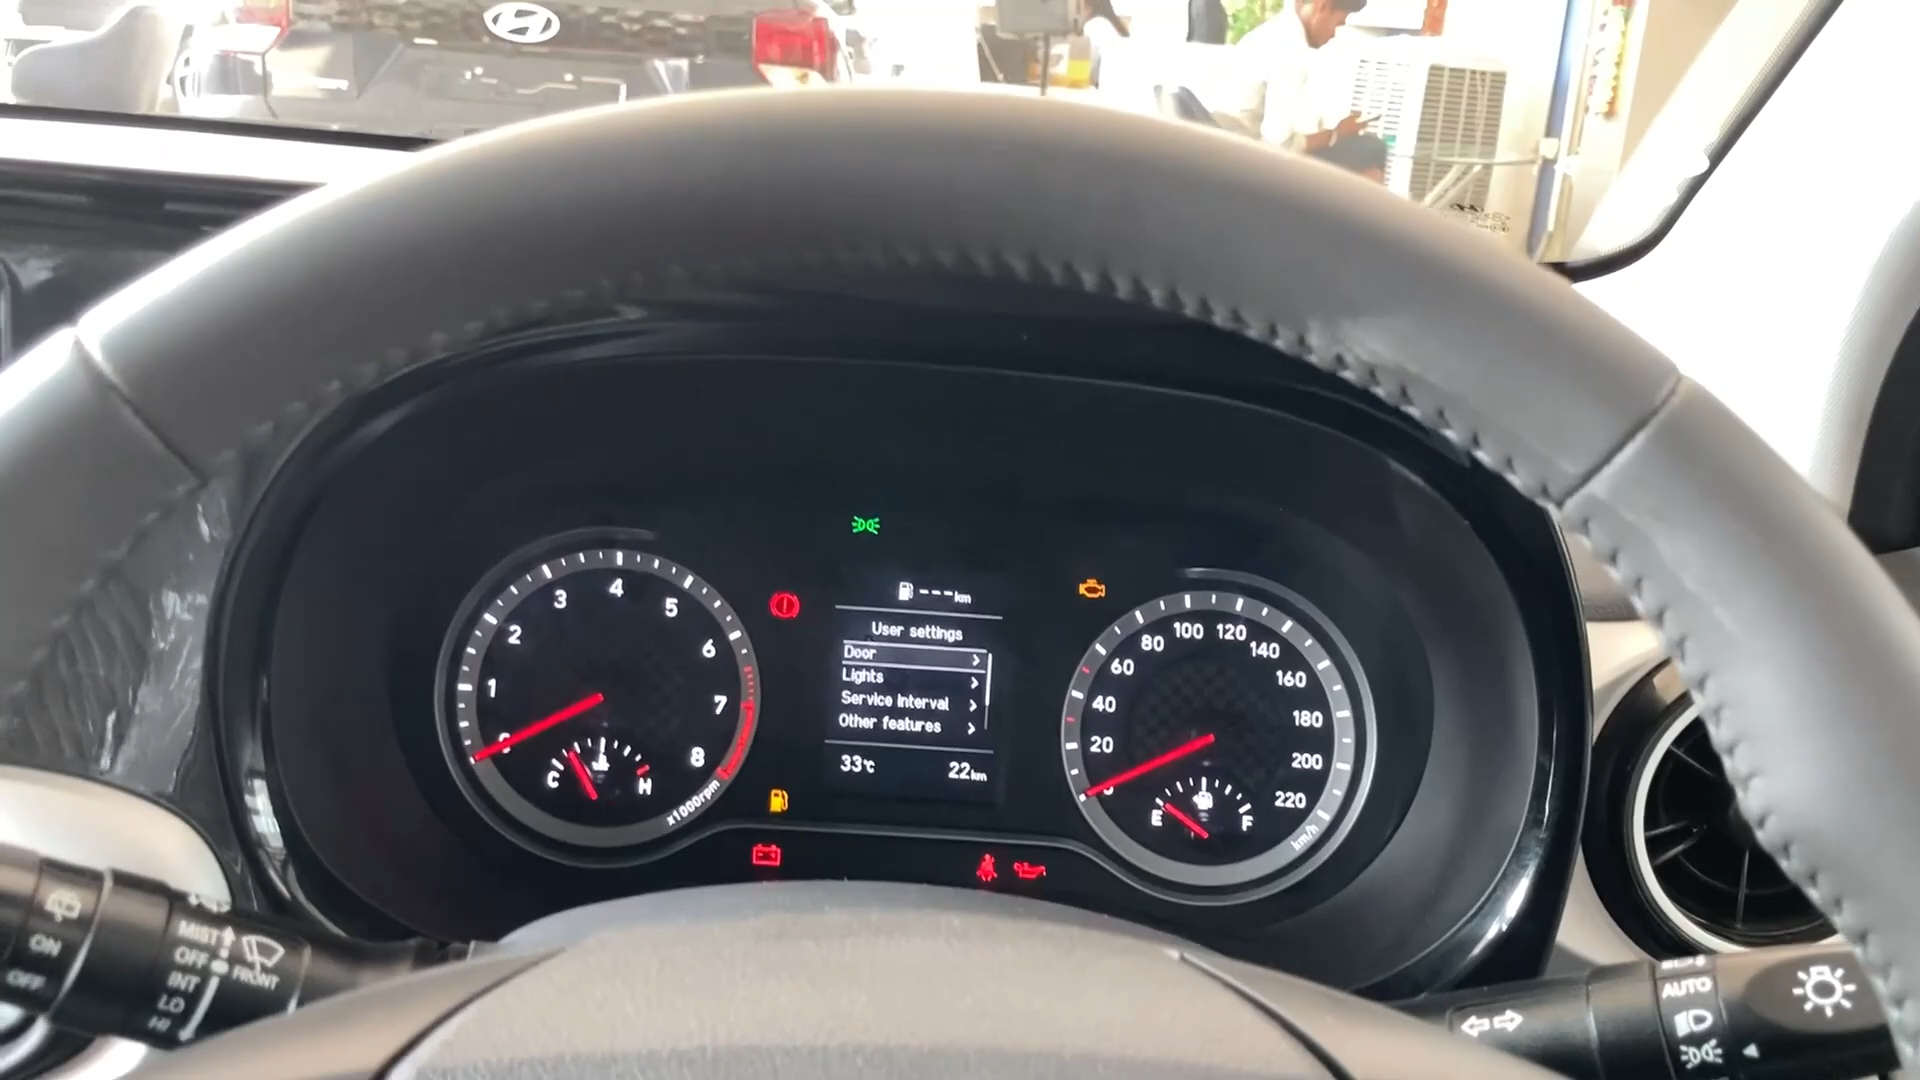 4
3
5
2
6
1
7
8
C
H
x1000rpm
--- km
User settings
Door
Lights
Service interval
Other features
33℃
22km
100
120
80
140
60
160
40
180
20
200
220
E
F
km/h
ON
OFF
MIST
OFF
FRONT
INT
LO
HI
AUTO